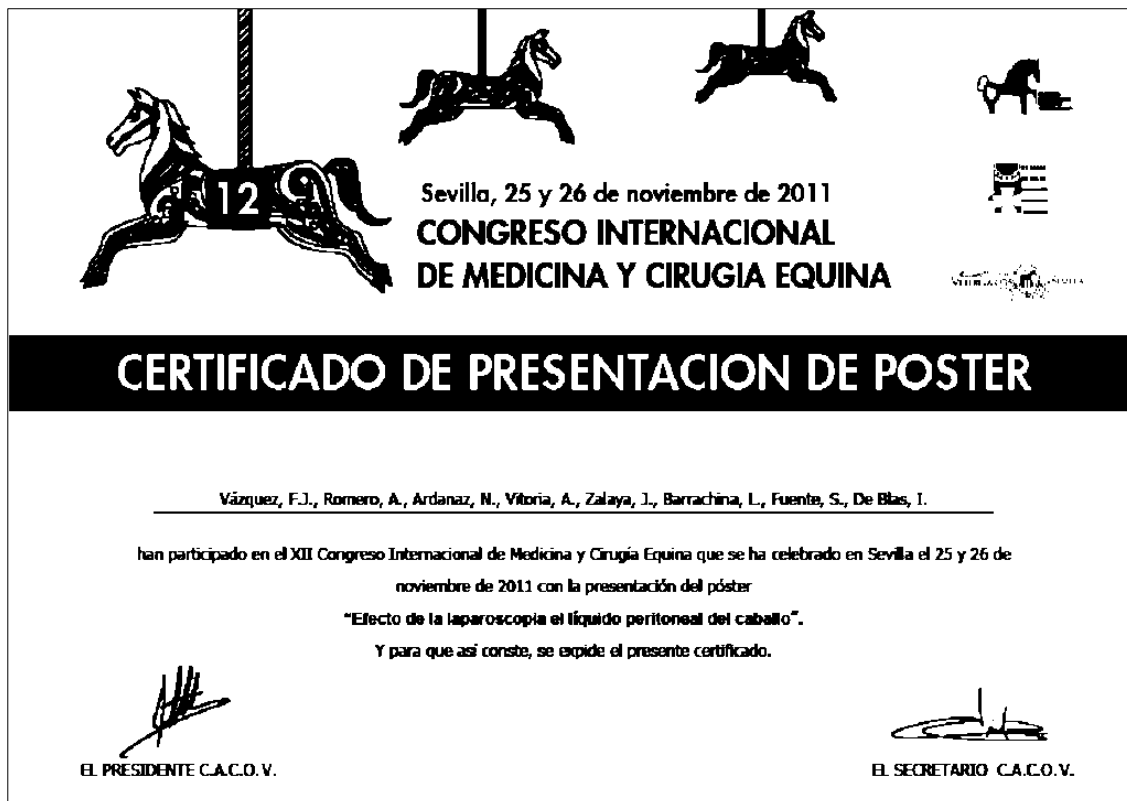 12
Sevilla, 25 y 26 de noviembre de 2011
CONGRESO INTERNACIONAL
DE MEDICINA Y CIRUGIA EQUINA
SEVILLA
CERTIFICADO DE PRESENTACION DE POSTER
Vázquez, F.J., Romero, A., Ardanaz, N., Vitoria, A., Zalaya, J., Barrachina, L., Fuente, S., De Blas, I.
han participado en el XII Congreso Internacional de Medicina y Cirugía Equina que se ha celebrado en Sevilla el 25 y 26 de
noviembre de 2011 con la presentación del póster
“Efecto de la laparoscopia el líquido peritoneal del caballo”.
Y para que así conste, se expide el presente certificado.
EL PRESIDENTE C.A.C.O.V.
EL SECRETARIO C.A.C.O.V.